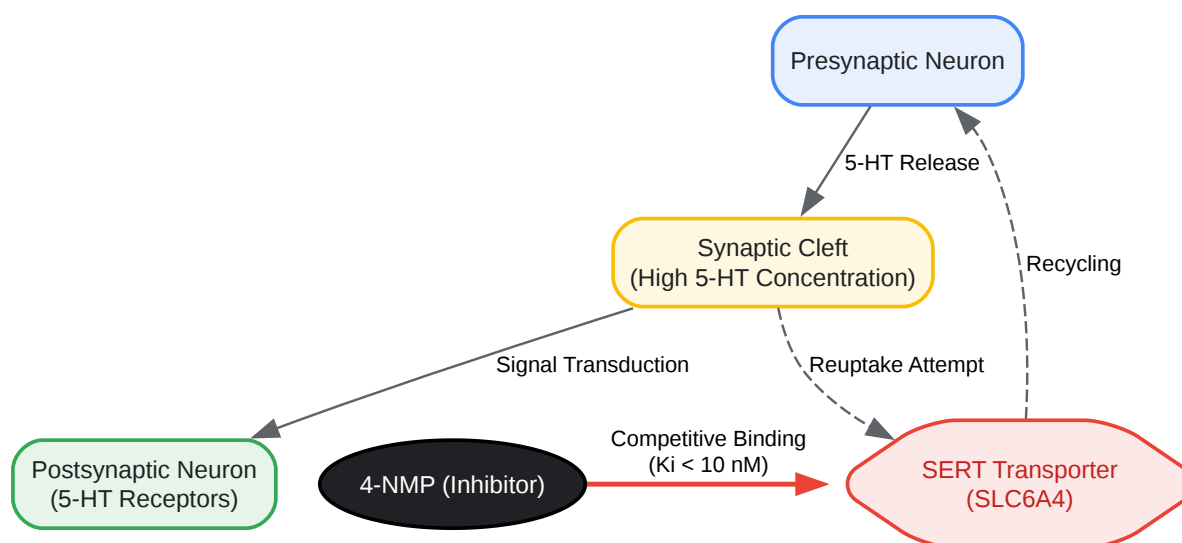 Presynaptic Neuron
5-HT Release
Synaptic Cleft
(High 5-HT Concentration)
Recycling
Signal Transduction
Reuptake Attempt
Postsynaptic Neuron
(5-HT Receptors)
4-NMP (Inhibitor)
Competitive Binding
(Ki < 10 nM)
SERT Transporter
(SLC6A4)